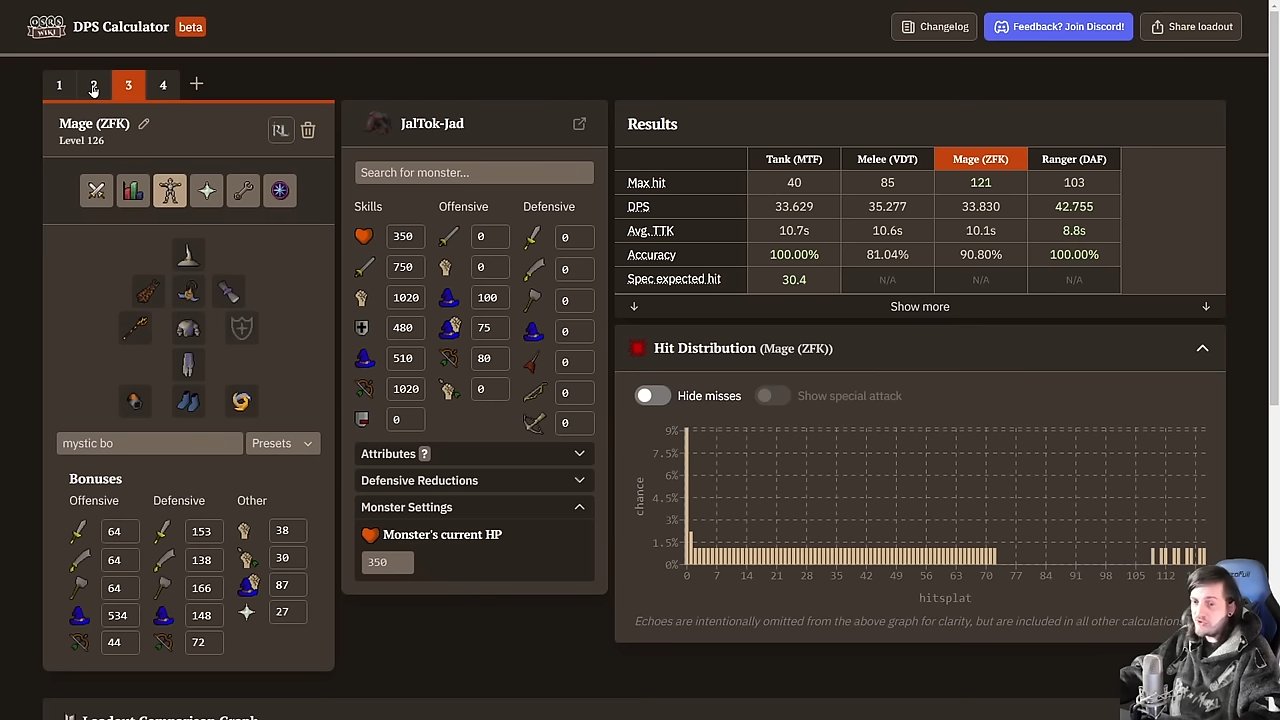 OSRS WIKI DPS Calculator beta Changelog Feedback? Join Discord! Share loadout
1 2 3 4 +
Mage (ZFK)
Level 126
RL
JalTok-Jad
Search for monster…
Skills Offensive Defensive
350 0 0
750 0 0
1020 100 0
480 75 0
510 80 0
1020 0 0
0 0
Attributes ?
Defensive Reductions
Monster Settings
Monster's current HP
350
mystic bo Presets
Bonuses
Offensive Defensive Other
64 153 38
64 138 30
64 166 87
534 148 27
44 72
Results
Tank (MTF) Melee (VDT) Mage (ZFK) Ranger (DAF)
Max hit 40 85 121 103
DPS 33.629 35.277 33.830 42.755
Avg. TTK 10.7s 10.6s 10.1s 8.8s
Accuracy 100.00% 81.04% 90.80% 100.00%
Spec expected hit 30.4 N/A N/A N/A
↓ Show more ↓
Hit Distribution (Mage (ZFK))
Hide misses Show special attack
9%
7.5%
6%
4.5%
3%
1.5%
0%
chance
0 7 14 21 28 35 42 49 56 63 70 77 84 91 98 105 112
hitsplat
Echoes are intentionally omitted from the above graph for clarity, but are included in all other calculation
Loadout Comparison Graph